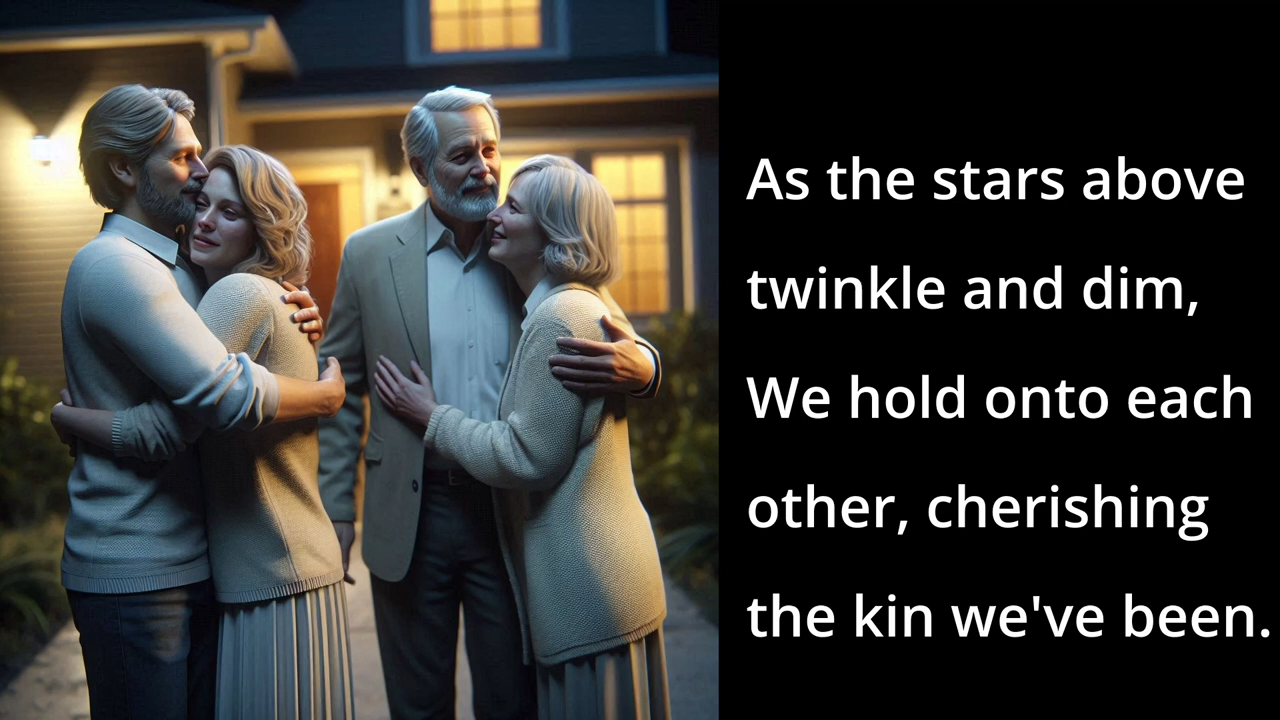 As the stars above
twinkle and dim,
We hold onto each
other, cherishing
the kin we've been.